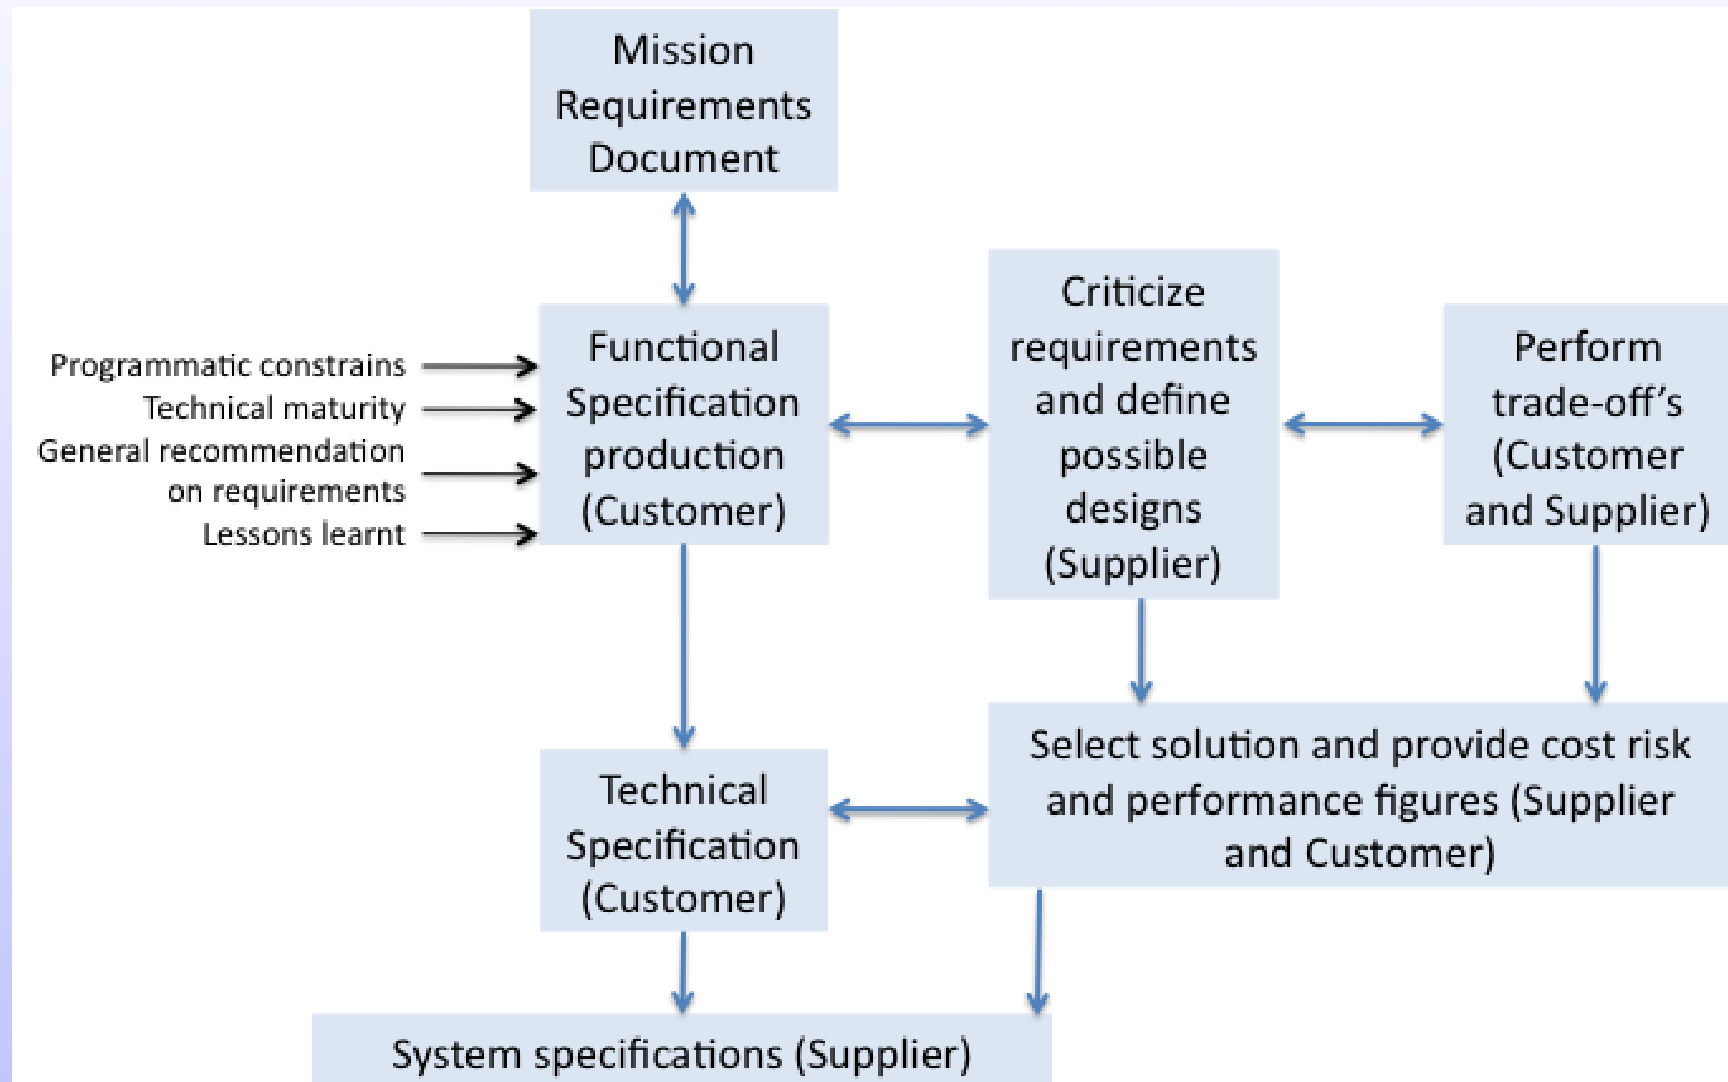 Mission
Requirements
Document
Programmatic constrains
Technical maturity
General recommendation
on requirements
Lessons learnt
Functional
Specification
production
(Customer)
Criticize
requirements
and define
possible
designs
(Supplier)
Perform
trade-off's
(Customer
and Supplier)
Technical
Specification
(Customer)
Select solution and provide cost risk
and performance figures (Supplier
and Customer)
System specifications (Supplier)